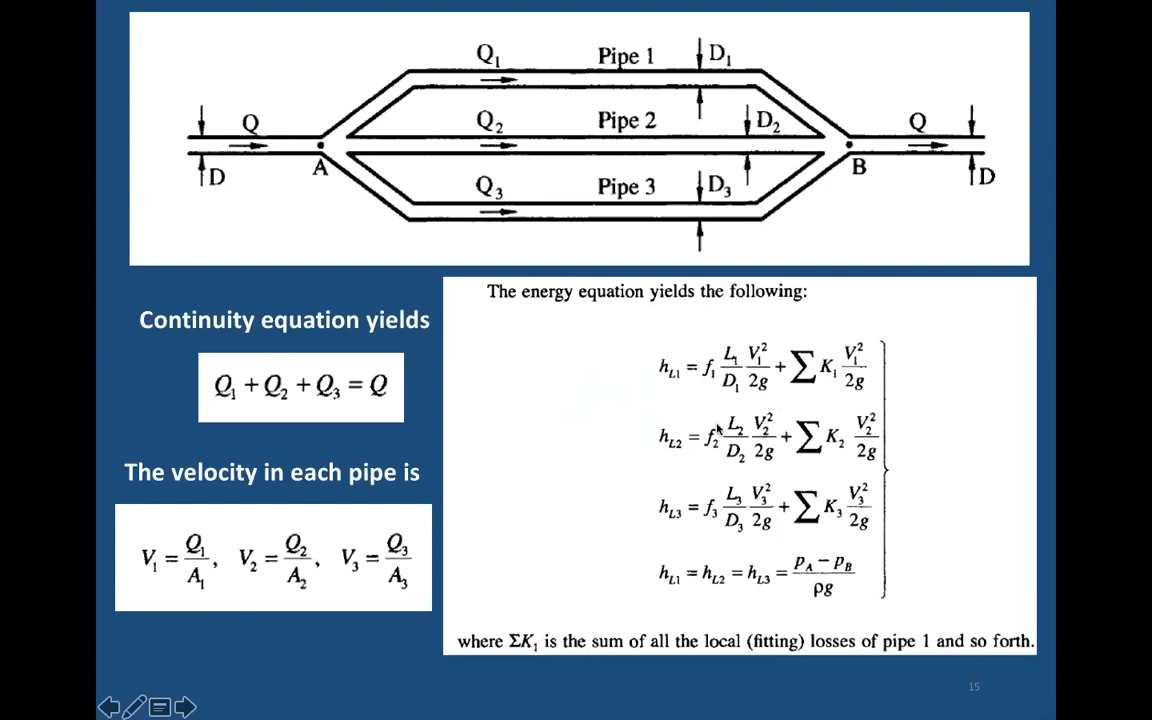 Q₁ Pipe 1 D₁
Q Q₂ Pipe 2 D₂ Q
D A Q₃ Pipe 3 D₃ B D
Continuity equation yields
Q₁ + Q₂ + Q₃ = Q
The velocity in each pipe is
V₁ = Q₁/A₁, V₂ = Q₂/A₂, V₃ = Q₃/A₃
The energy equation yields the following:
h_L1 = f₁ L₁/D₁ V₁²/2g + ∑ K₁ V₁²/2g
h_L2 = f₂ L₂/D₂ V₂²/2g + ∑ K₂ V₂²/2g
h_L3 = f₃ L₃/D₃ V₃²/2g + ∑ K₃ V₃²/2g
h_L1 = h_L2 = h_L3 = (p_A − p_B)/ρg
where ΣK₁ is the sum of all the local (fitting) losses of pipe 1 and so forth.
15